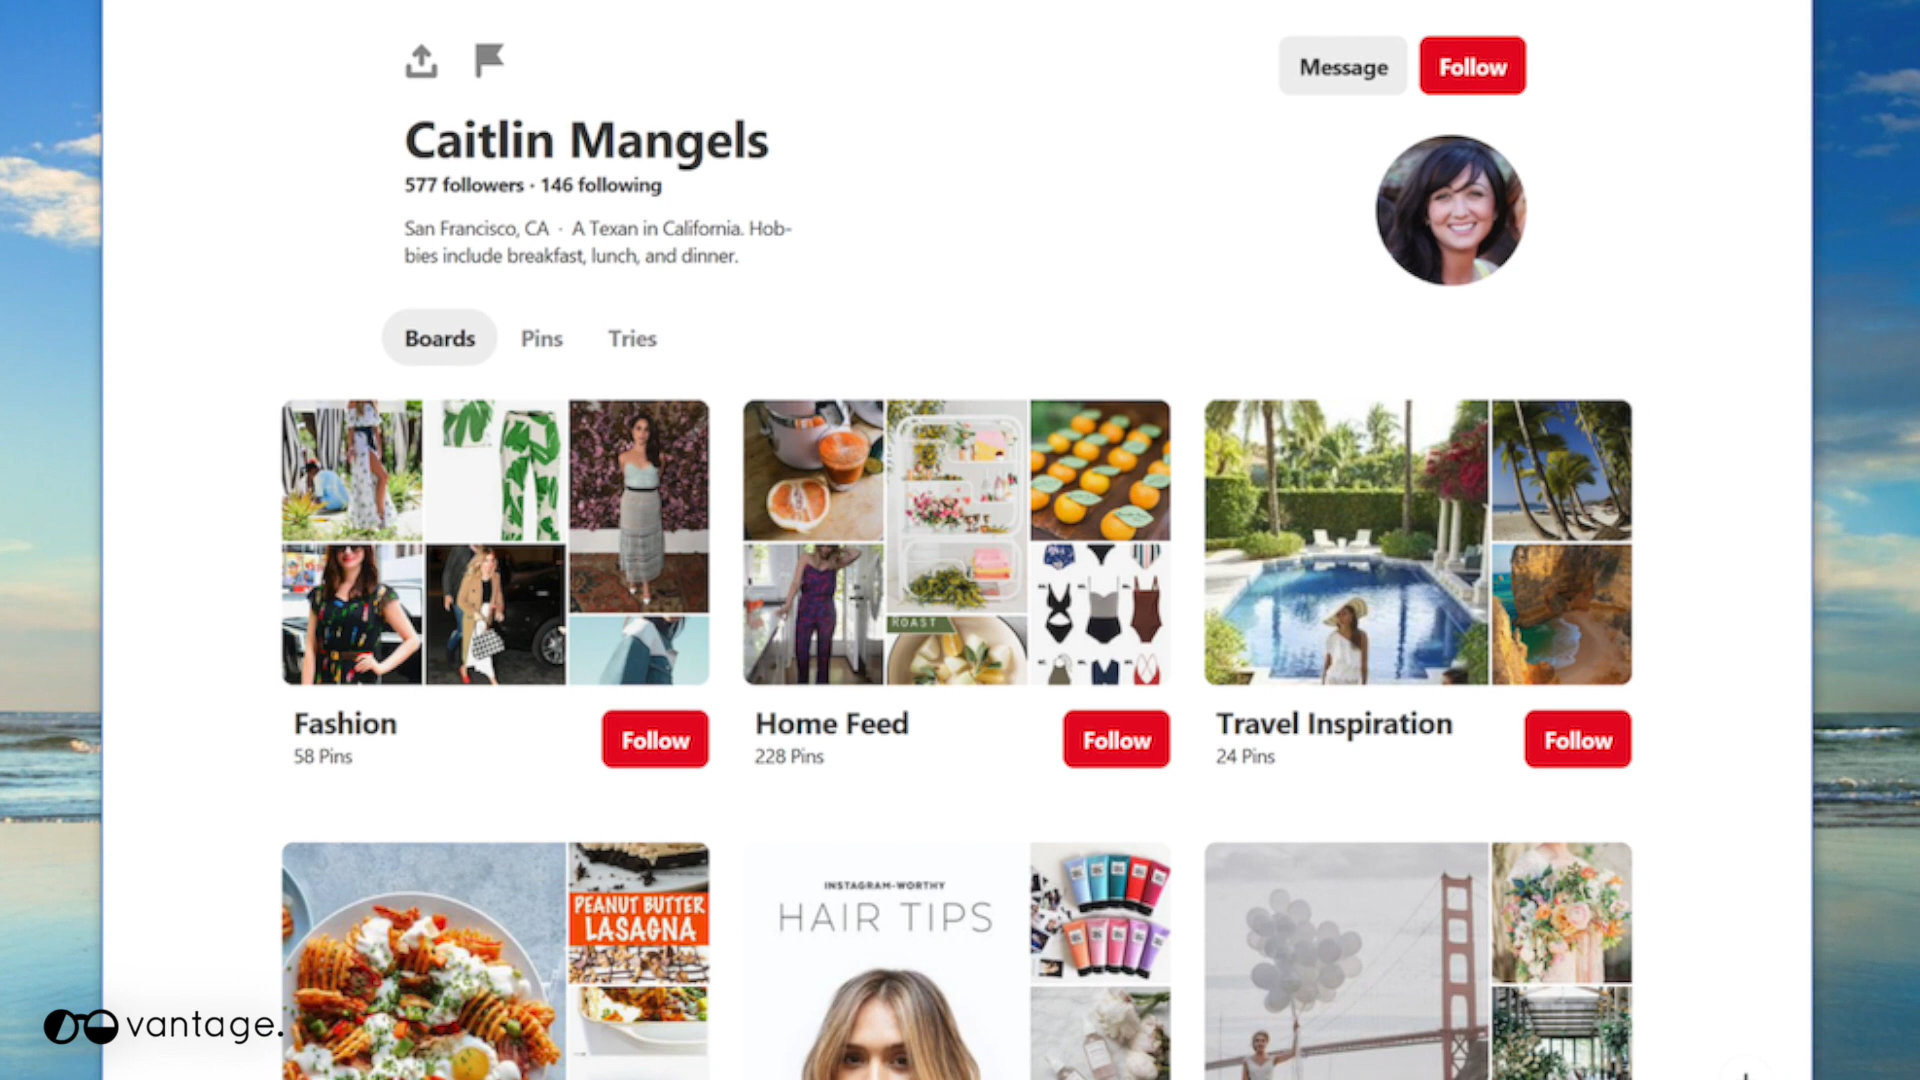 Message
Follow
Caitlin Mangels
577 followers · 146 following
San Francisco, CA · A Texan in California. Hob-
bies include breakfast, lunch, and dinner.
Boards
Pins
Tries
ROAST
Fashion
58 Pins
Follow
Home Feed
228 Pins
Follow
Travel Inspiration
24 Pins
Follow
PEANUT BUTTER
LASAGNA
INSTAGRAM-WORTHY
HAIR TIPS
vantage.